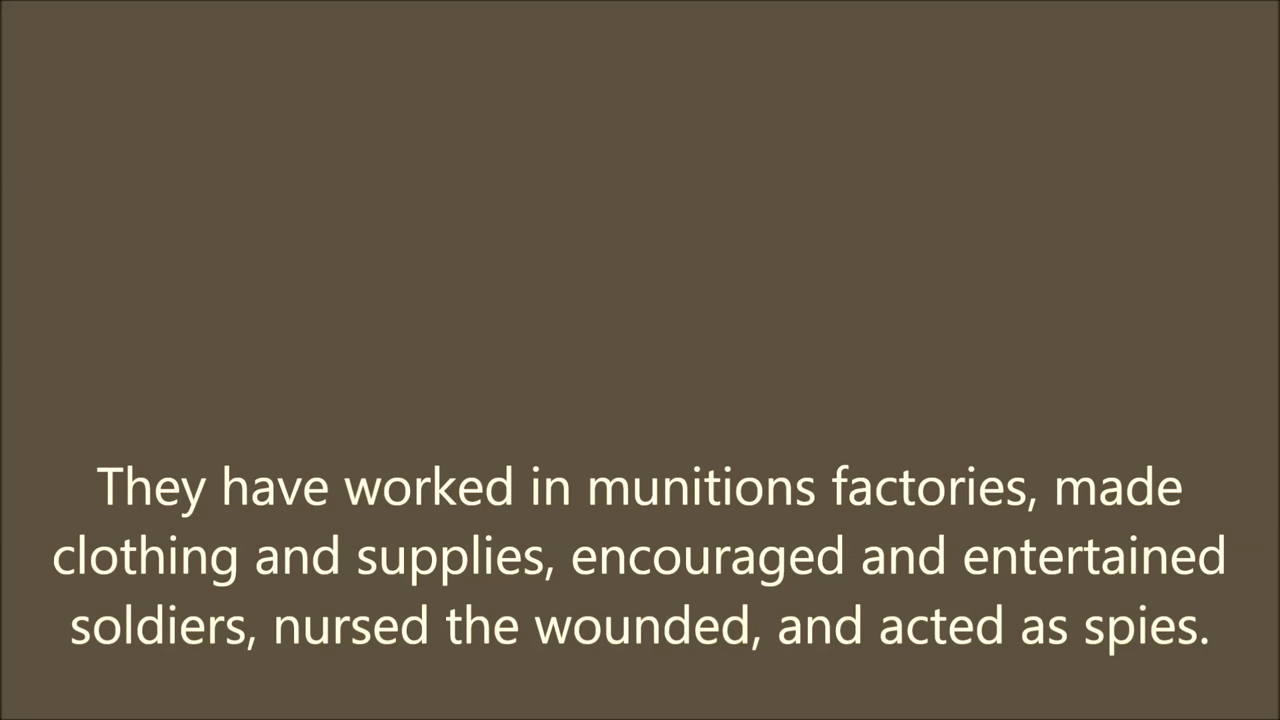 They have worked in munitions factories, made
clothing and supplies, encouraged and entertained
soldiers, nursed the wounded, and acted as spies.